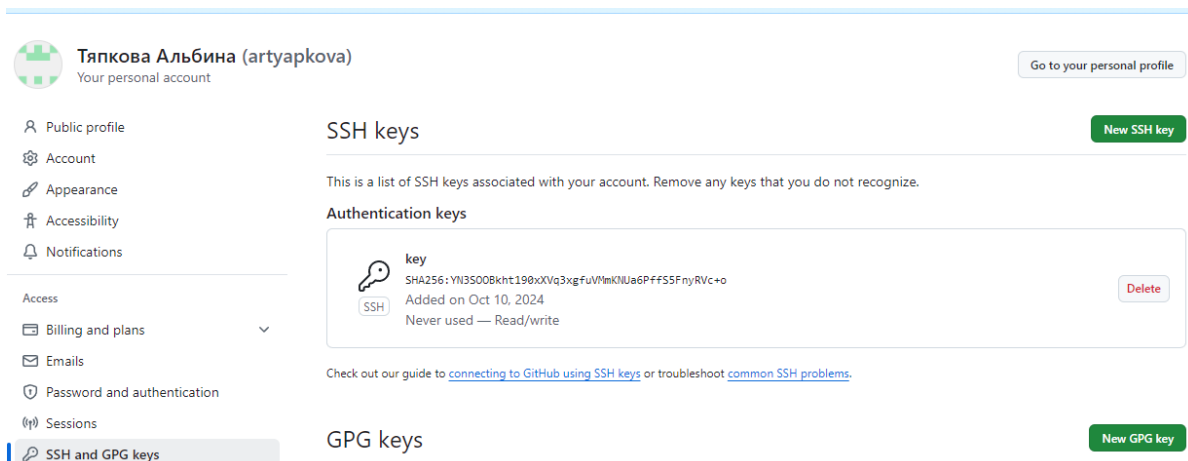 Тяпкова Альбина (artyapkova)
Your personal account
Go to your personal profile
Public profile
Account
Appearance
Accessibility
Notifications
Access
Billing and plans
Emails
Password and authentication
Sessions
SSH and GPG keys
SSH keys
New SSH key
This is a list of SSH keys associated with your account. Remove any keys that you do not recognize.
Authentication keys
key
SHA256:YN3SOOBkht190xXVq3xgfuVMmKNUa6PffS5FnyRVc+o
SSH
Added on Oct 10, 2024
Never used — Read/write
Delete
Check out our guide to connecting to GitHub using SSH keys or troubleshoot common SSH problems.
GPG keys
New GPG key